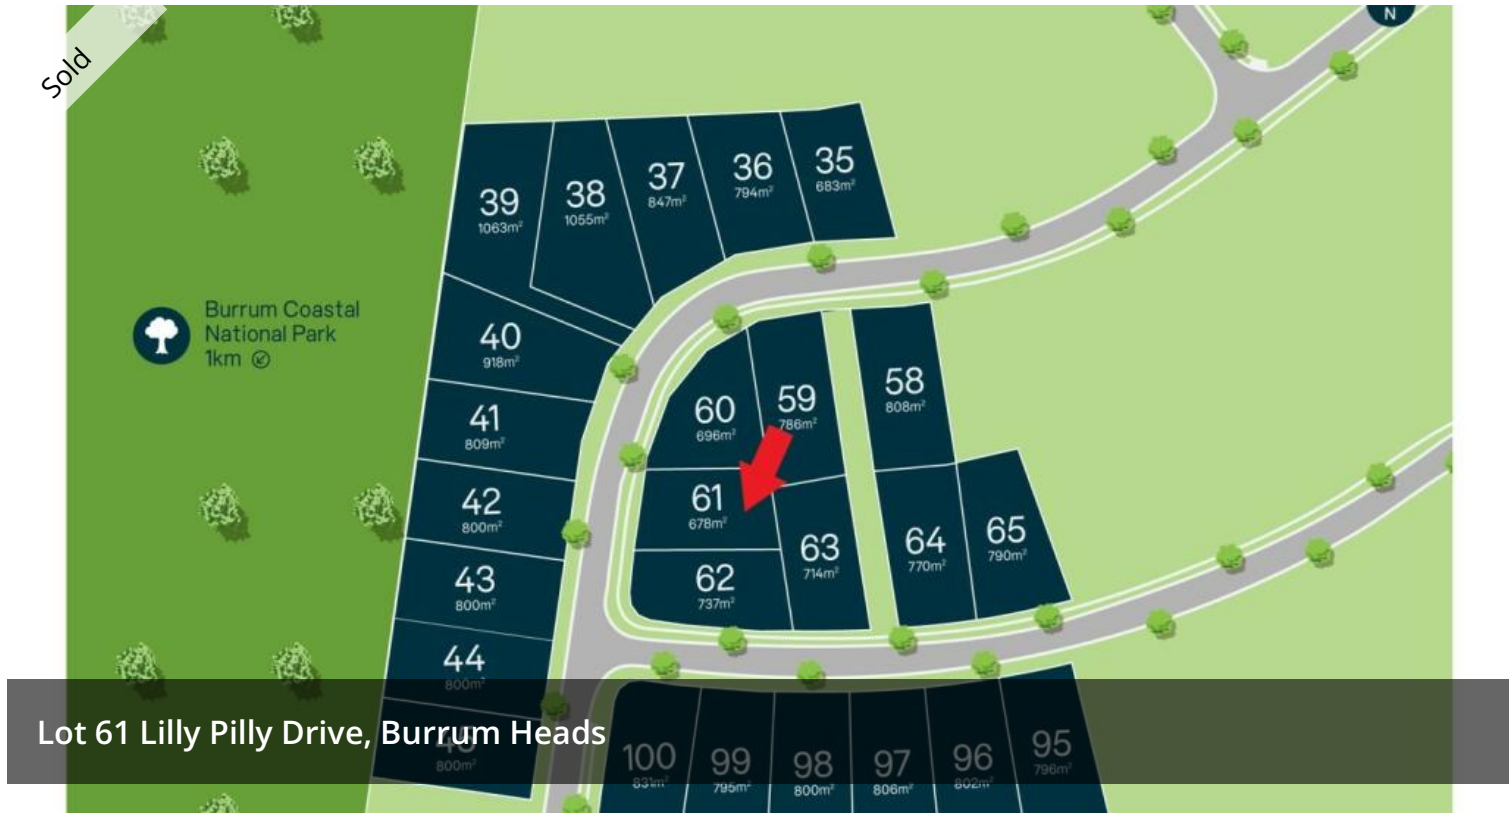 Sold
N
39
1063m²
38
1055m²
37
847m²
36
794m²
35
683m²
Burrum Coastal
National Park
1km
40
918m²
41
809m²
42
800m²
43
800m²
44
800m²
45
800m²
60
696m²
59
786m²
58
808m²
61
678m²
62
737m²
63
714m²
64
770m²
65
790m²
Lot 61 Lilly Pilly Drive, Burrum Heads
100
831m²
99
795m²
98
800m²
97
806m²
96
802m²
95
796m²